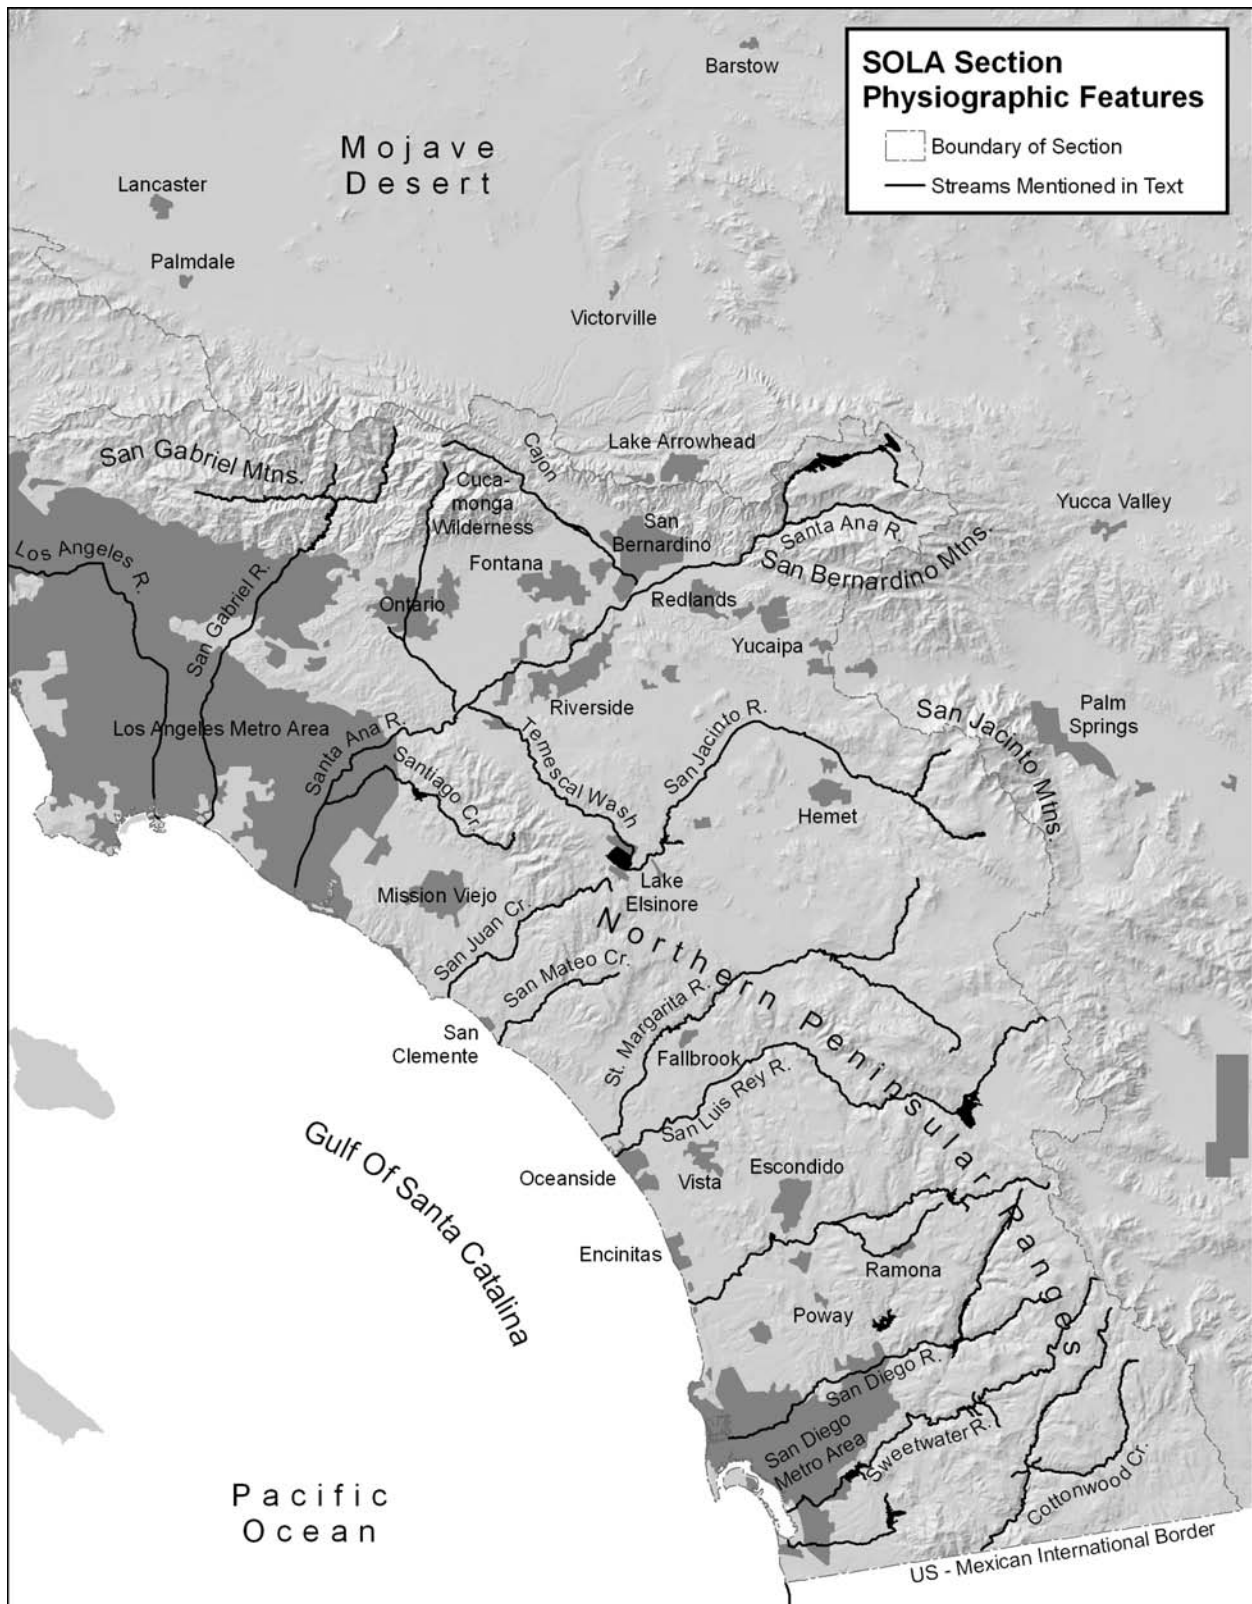 Barstow
SOLA Section
Physiographic Features
Boundary of Section
Streams Mentioned in Text
Mojave
Desert
Lancaster
Palmdale
Victorville
San Gabriel Mtns.
Cajon
Lake Arrowhead
Cuca-
monga
Wilderness
San
Bernardino
Santa Ana R.
San Bernardino Mtns.
Yucca Valley
Los Angeles R.
San Gabriel R.
Fontana
Ontario
Redlands
Yucaipa
Riverside
Los Angeles Metro Area
Santa Ana R.
Santiago Cr.
Temescal Wash
San Jacinto R.
San Jacinto Mtns.
Palm
Springs
Hemet
Mission Viejo
Lake
Elsinore
San Juan Cr.
San Mateo Cr.
Northern Peninsular Ranges
St. Margarita R.
San
Clemente
Fallbrook
San Luis Rey R.
Gulf Of Santa Catalina
Oceanside
Vista
Escondido
Encinitas
Ramona
Poway
San Diego R.
San Diego
Metro Area
Sweetwater R.
Cottonwood Cr.
Pacific
Ocean
US - Mexican International Border